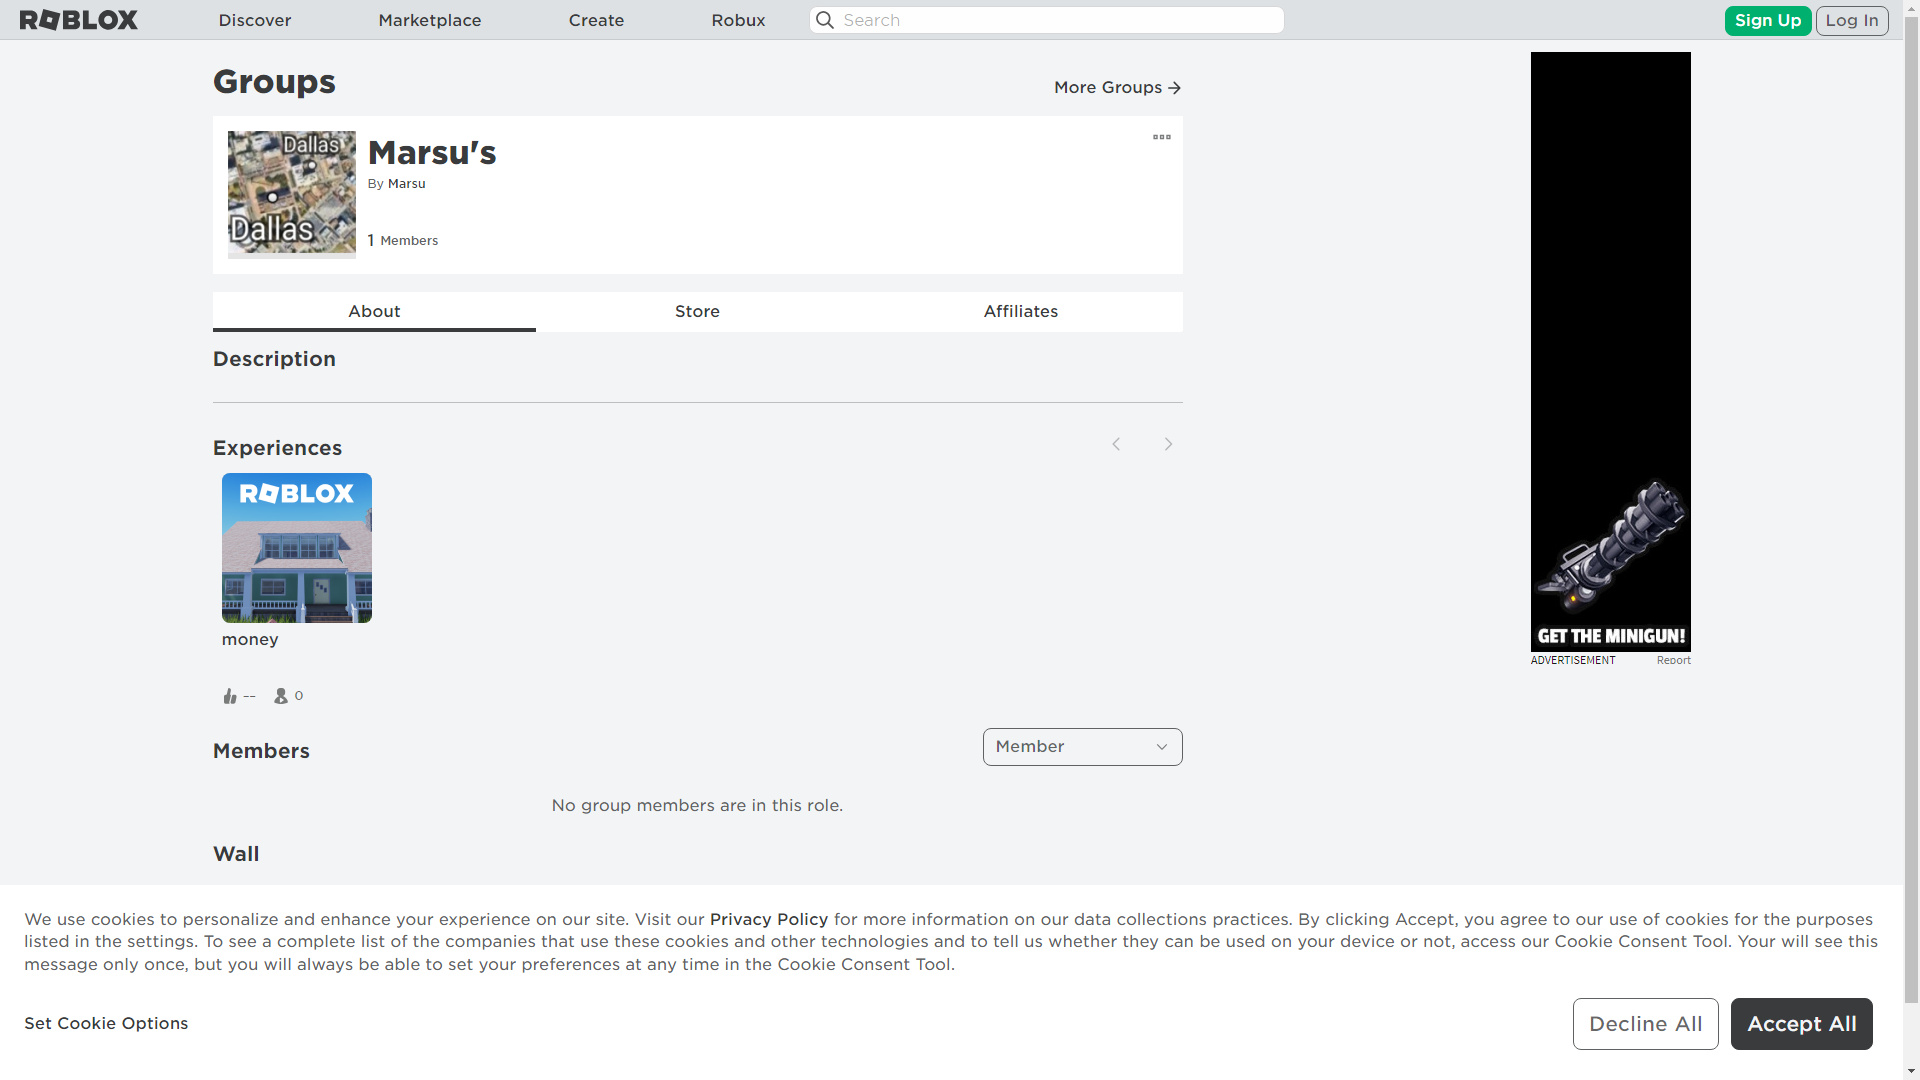 ROBLOX
Discover
Marketplace
Create
Robux
Search
Sign Up
Log In
Groups
More Groups
Dallas
Dallas
Marsu's
By Marsu
1 Members
About
Store
Affiliates
Description
Experiences
ROBLOX
money
--
0
Members
Member
No group members are in this role.
Wall
GET THE MINIGUN!
ADVERTISEMENT
Report
We use cookies to personalize and enhance your experience on our site. Visit our Privacy Policy for more information on our data collections practices. By clicking Accept, you agree to our use of cookies for the purposes
listed in the settings. To see a complete list of the companies that use these cookies and other technologies and to tell us whether they can be used on your device or not, access our Cookie Consent Tool. Your will see this
message only once, but you will always be able to set your preferences at any time in the Cookie Consent Tool.
Set Cookie Options
Decline All
Accept All